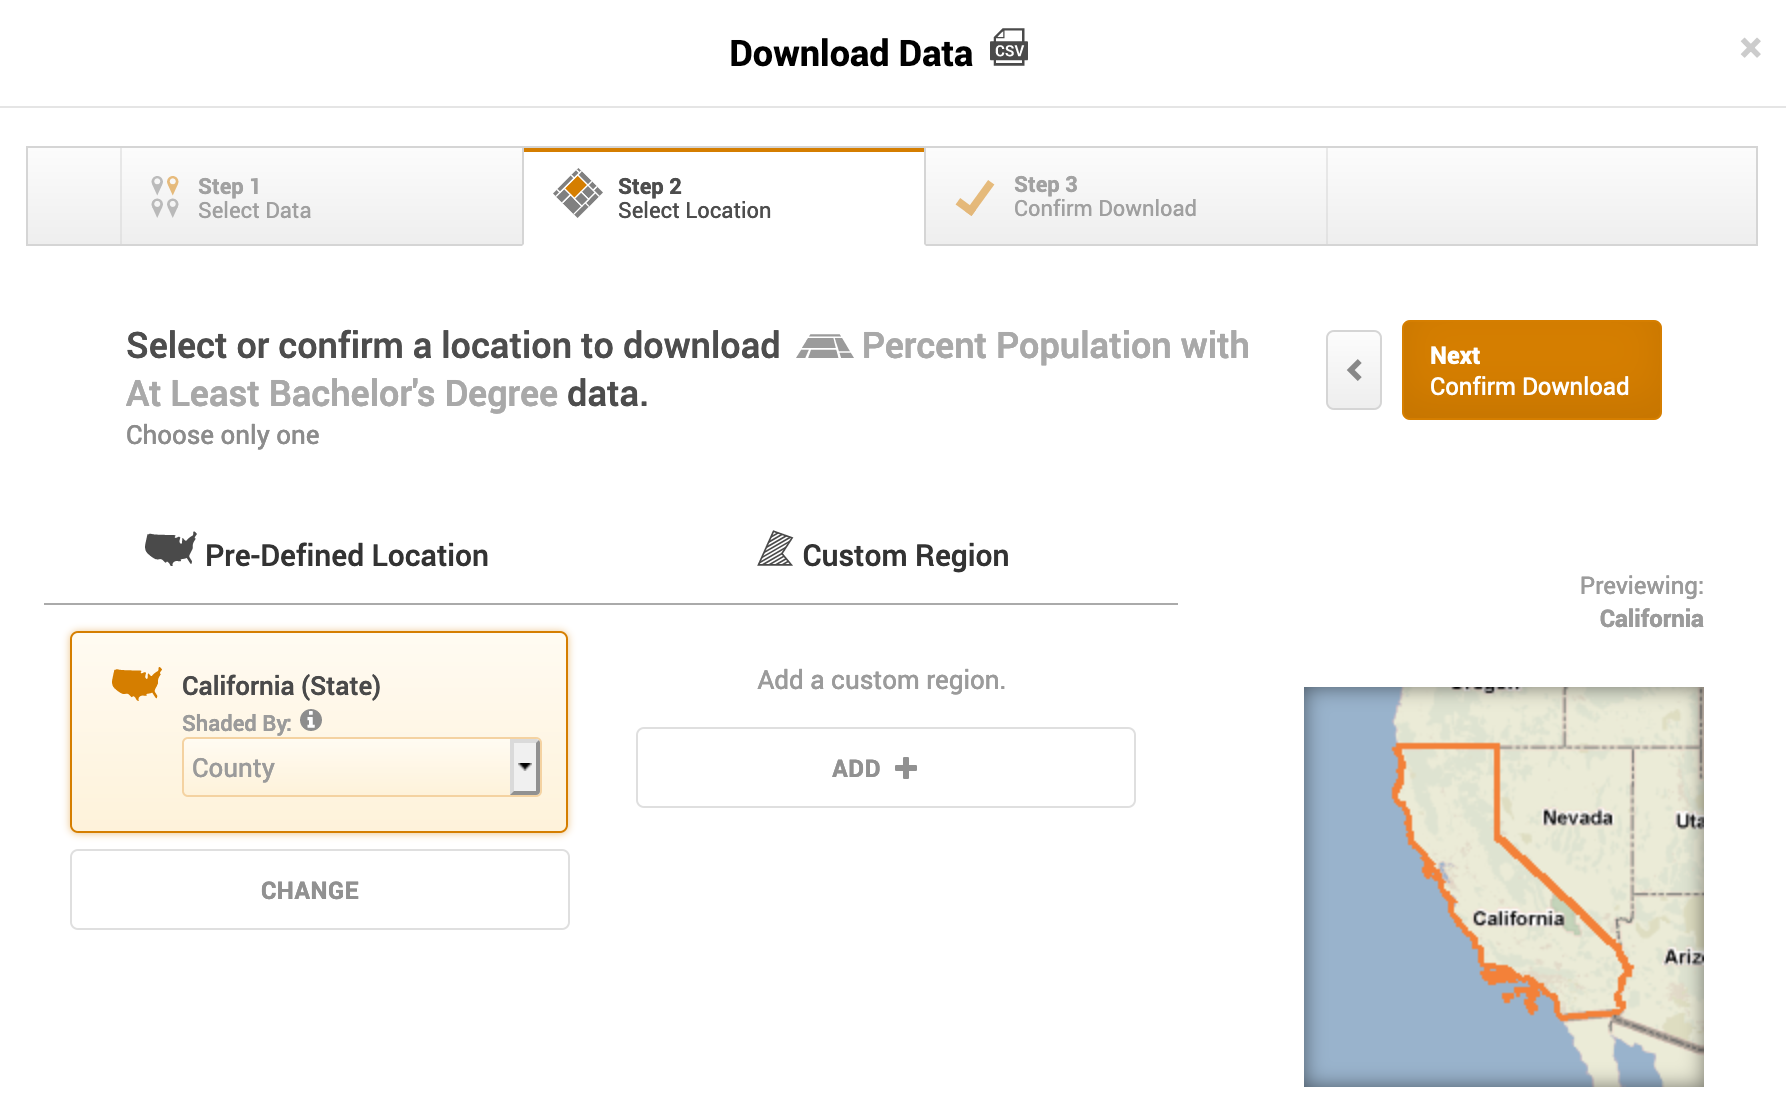 Download Data CSV
Step 1
Select Data
Step 2
Select Location
Step 3
Confirm Download
Select or confirm a location to download Percent Population with
At Least Bachelor's Degree data.
Choose only one
Next
Confirm Download
Pre-Defined Location
Custom Region
California (State)
Shaded By:
County
CHANGE
Add a custom region.
ADD
Previewing:
California
Oregon
Nevada
Uta
California
Ariz